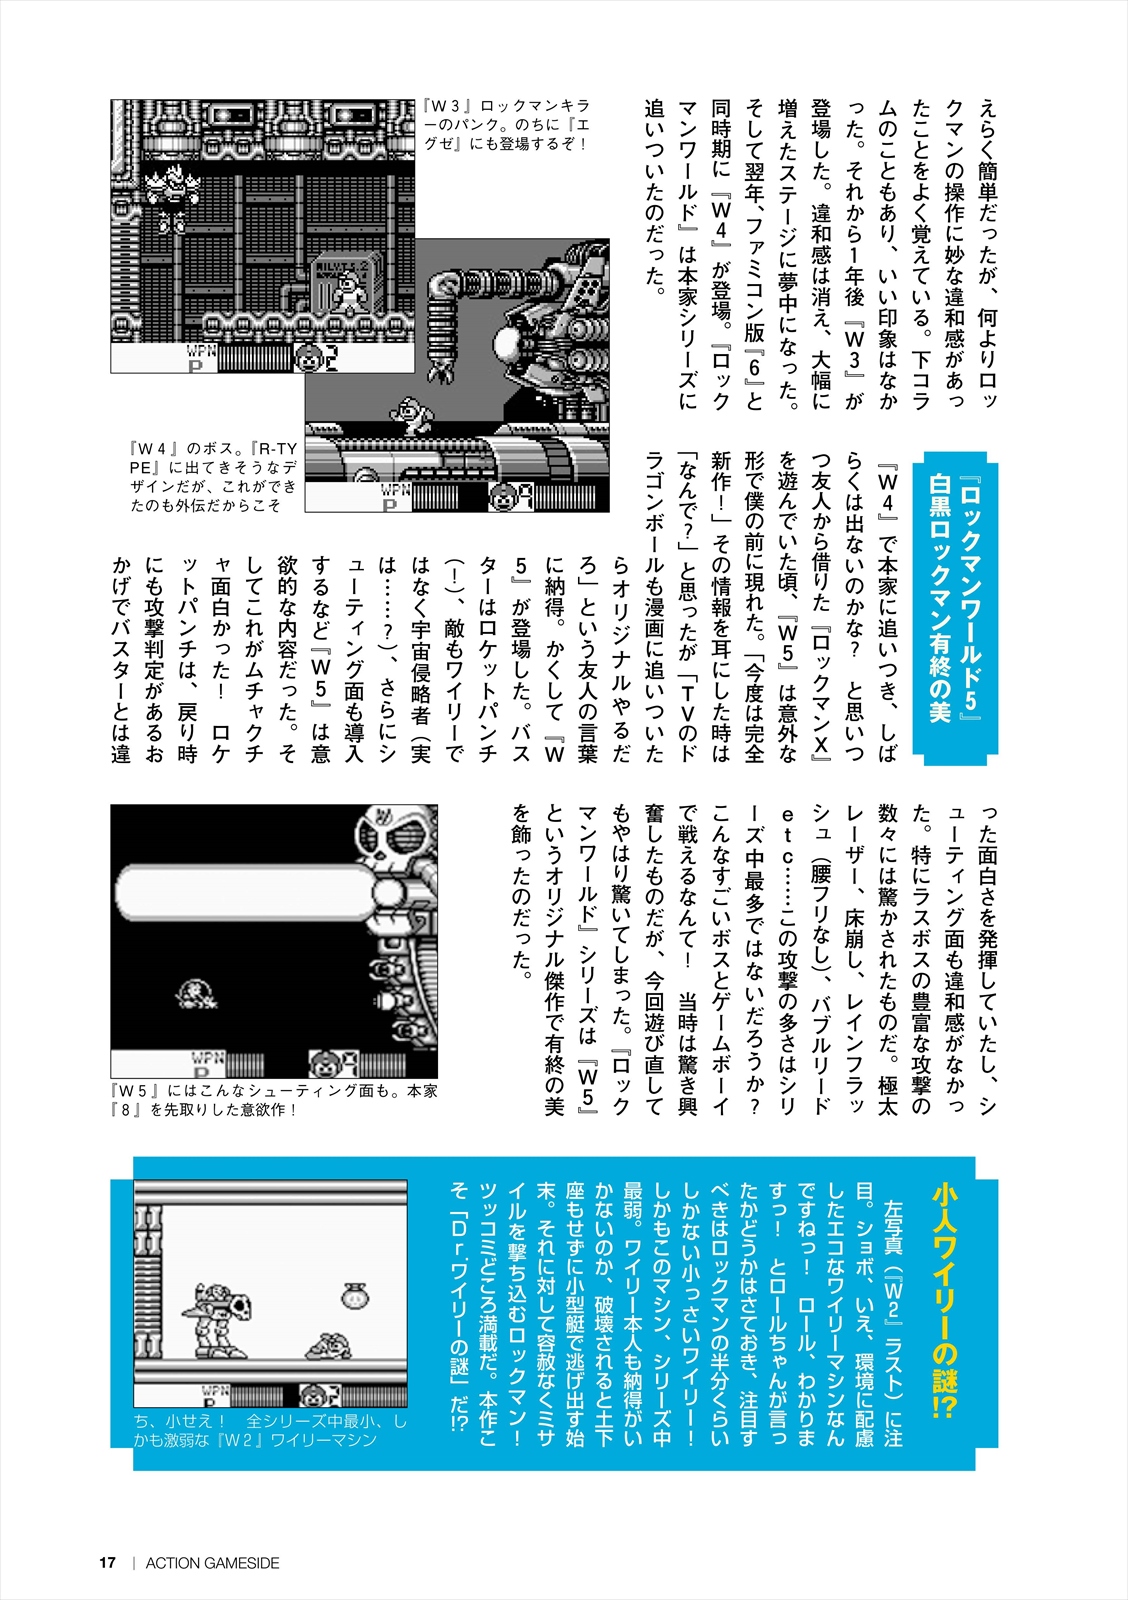 えらく簡単だったが、何よりロッ
クマンの操作に妙な違和感があっ
たことをよく覚えている。下コラ
ムのこともあり、いい印象はなか
った。それから1年後『W3』が
登場した。違和感は消え、大幅に
増えたステージに夢中になった。
そして翌年、ファミコン版『6』と
同時期に『W4』が登場。『ロック
マンワールド』は本家シリーズに
追いついたのだった。
『W3』ロックマンキラ
ーのパンク。のちに『エ
グゼ』にも登場するぞ！
WPN
P
2
『W4』のボス。『R-TY
PE』に出てきそうなデ
ザインだが、これができ
たのも外伝だからこそ
WPN
P
9
『ロックマンワールド5』
白黒ロックマン有終の美
『W4』で本家に追いつき、しば
らくは出ないのかな？　と思いつ
つ友人から借りた『ロックマンX』
を遊んでいた頃、『W5』は意外な
形で僕の前に現れた。「今度は完全
新作！」その情報を耳にした時は
「なんで？」と思ったが「TVのド
ラゴンボールも漫画に追いついた
らオリジナルやるだ
ろ」という友人の言葉
に納得。かくして『W
5』が登場した。バス
ターはロケットパンチ
（！）、敵もワイリーで
はなく宇宙侵略者（実
は……？）、さらにシ
ューティング面も導入
するなど『W5』は意
欲的な内容だった。そ
してこれがムチャクチ
ャ面白かった！　ロケ
ットパンチは、戻り時
にも攻撃判定があるお
かげでバスターとは違
った面白さを発揮していたし、シ
ューティング面も違和感がなかっ
た。特にラスボスの豊富な攻撃の
数々には驚かされたものだ。極太
レーザー、床崩し、レインフラッ
シュ（腰フリなし）、バブルリード
etc……この攻撃の多さはシリ
ーズ中最多ではないだろうか？
こんなすごいボスとゲームボーイ
で戦えるなんて！　当時は驚き興
奮したものだが、今回遊び直して
もやはり驚いてしまった。『ロック
マンワールド』シリーズは『W5』
というオリジナル傑作で有終の美
を飾ったのだった。
W
WPN
P
『W5』にはこんなシューティング面も。本家
『8』を先取りした意欲作！
小人ワイリーの謎!?
左写真（『W2』ラスト）に注
目。ショボ、いえ、環境に配慮
したエコなワイリーマシンなん
ですねっ！　ロール、わかりま
すっ！　とロールちゃんが言っ
たかどうかはさておき、注目す
べきはロックマンの半分くらい
しかない小っさいワイリー！
しかもこのマシン、シリーズ中
最弱。ワイリー本人も納得がい
かないのか、破壊されると土下
座もせずに小型艇で逃げ出す始
末。それに対して容赦なくミサ
イルを撃ち込むロックマン！
ツッコミどころ満載だ。本作こ
そ「Dr.ワイリーの謎」だ!?
WPN
P
2
ち、小せえ！　全シリーズ中最小、し
かも激弱な『W2』ワイリーマシン
17 | ACTION GAMESIDE